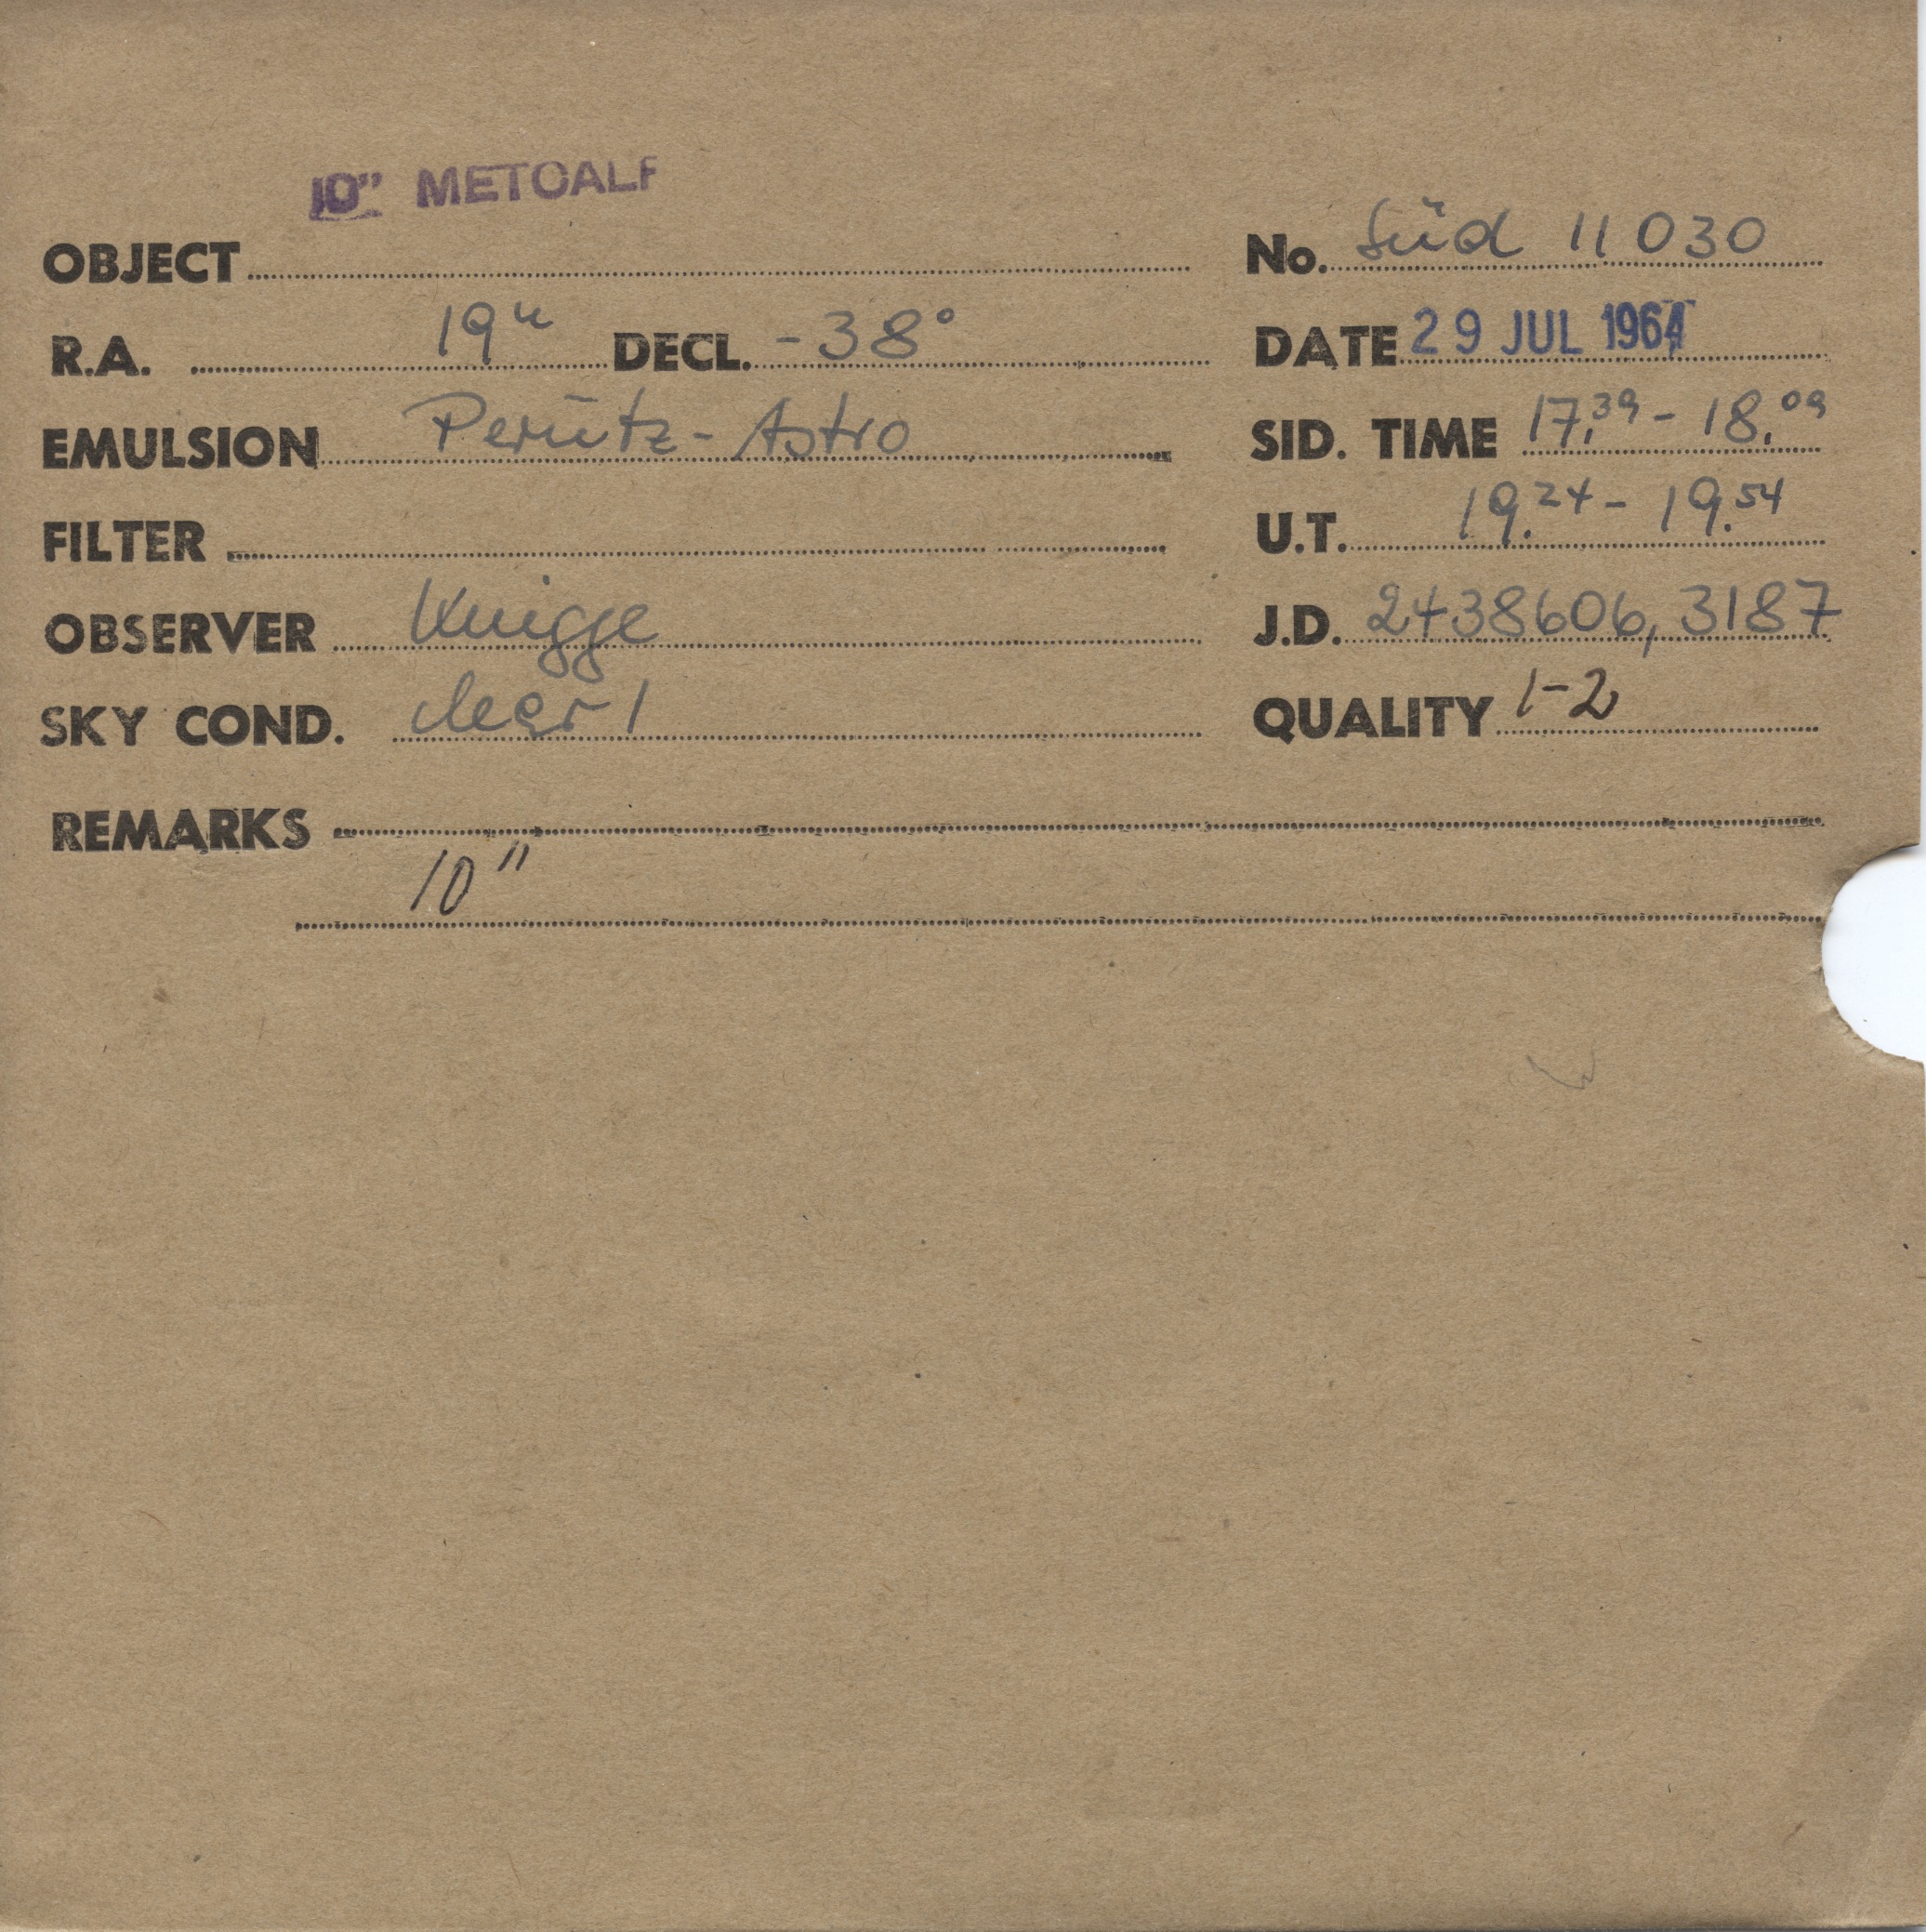 10" METCALF
OBJECT No. Süd 11030
R.A. 19h DECL. -38° DATE 29 JUL 1964
EMULSION Perutz-Astro SID. TIME 17.39 - 18.09
FILTER U.T. 19.24 - 19.54
OBSERVER Knigge J.D. 2438606,3187
SKY COND. clear 1 QUALITY 1-2
REMARKS
10"